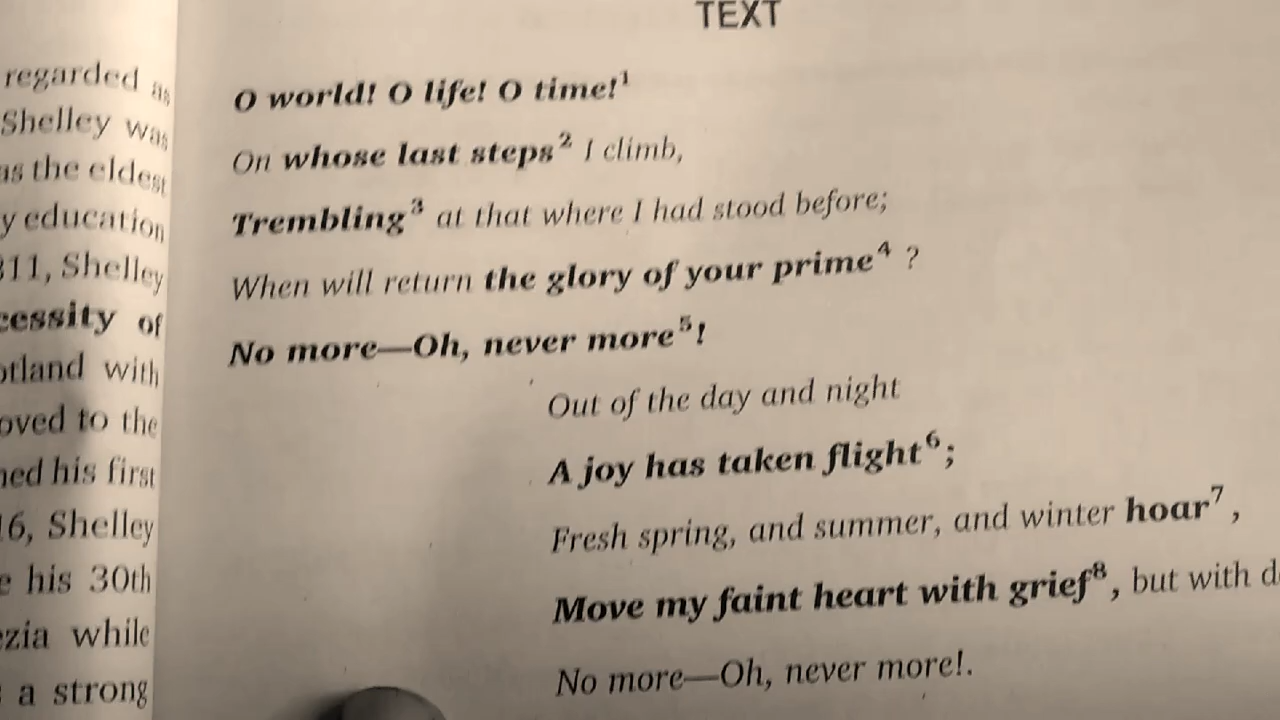 regarded as
Shelley was
as the eldest
y education
811, Shelley
cessity of
otland with
oved to the
ned his first
16, Shelley
e his 30th
zia while
a strong
TEXT
O world! O life! O time!¹
On whose last steps² I climb,
Trembling³ at that where I had stood before;
When will return the glory of your prime⁴ ?
No more—Oh, never more⁵!
Out of the day and night
A joy has taken flight⁶;
Fresh spring, and summer, and winter hoar⁷,
Move my faint heart with grief⁸, but with d
No more—Oh, never more!.